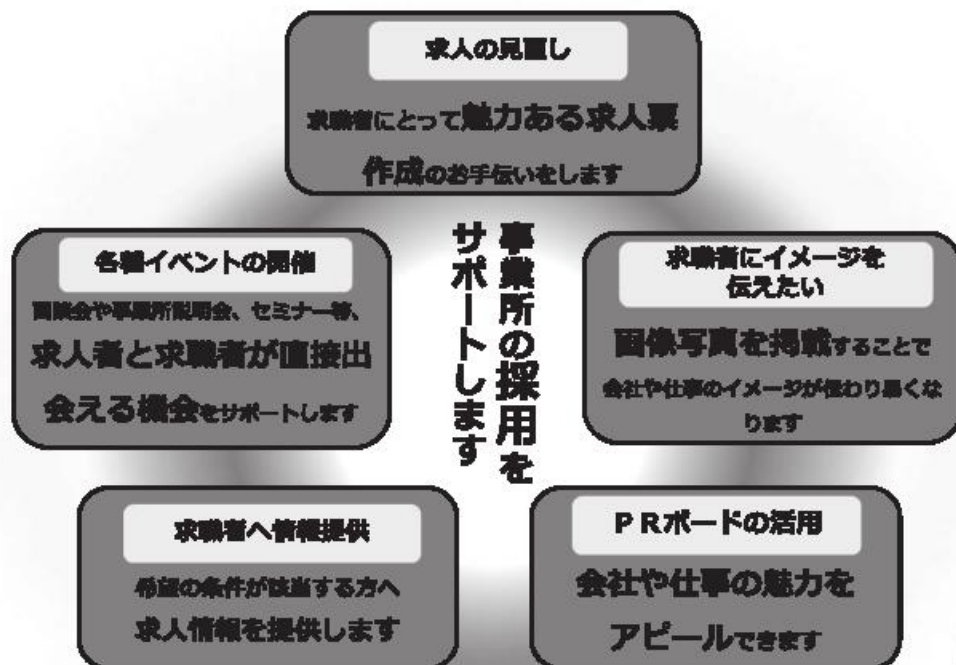 求人の見直し
求職者にとって魅力ある求人票
作成のお手伝いをします
事業所の採用を
サポートします
各種イベントの開催
面談会や事業所説明会、セミナー等、
求人者と求職者が直接出
会える機会をサポートします
求職者にイメージを
伝えたい
画像写真を掲載することで
会社や仕事のイメージが伝わり易くな
ります
求職者へ情報提供
希望の条件が該当する方へ
求人情報を提供します
ＰＲボードの活用
会社や仕事の魅力を
アピールできます